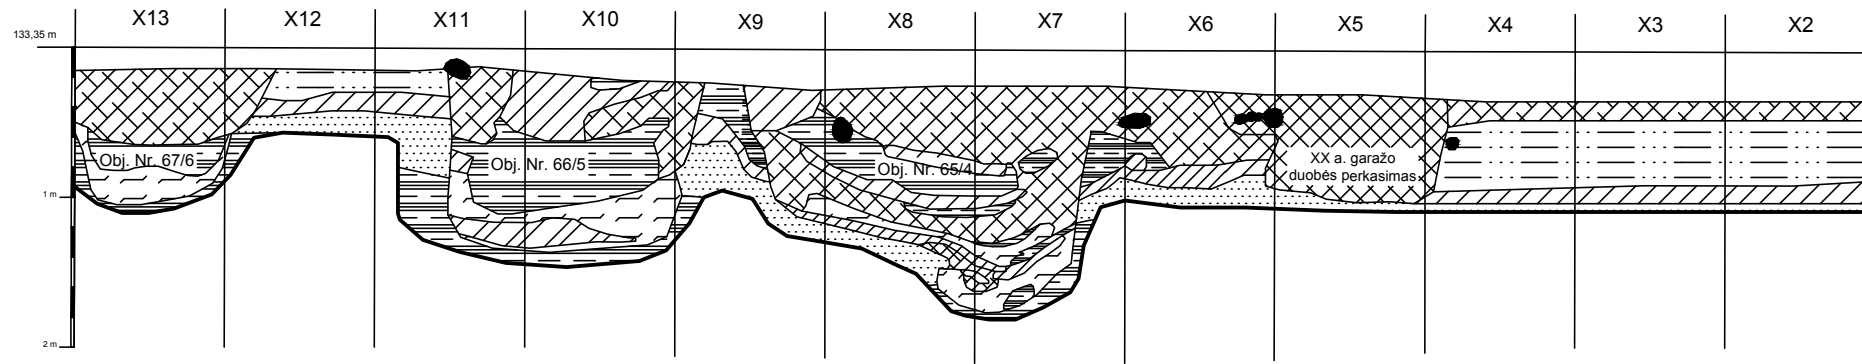 X13 X12 X11 X10 X9 X8 X7 X6 X5 X4 X3 X2
133,35 m
Obj. Nr. 67/6
Obj. Nr. 66/5
Obj. Nr. 65/4
XX a. garažo
duobės perkasimas
1 m
2 m